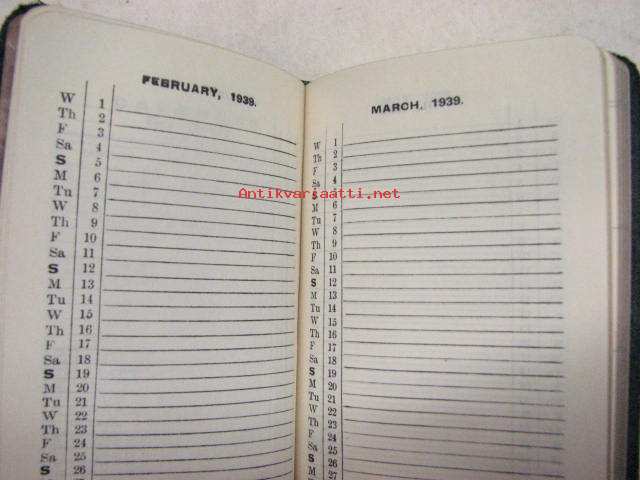 FEBRUARY, 1939.
W 1
Th 2
F 3
Sa 4
S 5
M 6
Tu 7
W 8
Th 9
F 10
Sa 11
S 12
M 13
Tu 14
W 15
Th 16
F 17
Sa 18
S 19
M 20
Tu 21
W 22
Th 23
F 24
Sa 25
S 26
MARCH, 1939.
W 1
Th 2
F 3
Sa 4
S 5
M 6
Tu 7
W 8
Th 9
F 10
Sa 11
S 12
M 13
Tu 14
W 15
Th 16
F 17
Sa 18
S 19
M 20
Tu 21
W 22
Th 23
F 24
Sa 25
S 26
M 27
Antikvariaatti.net